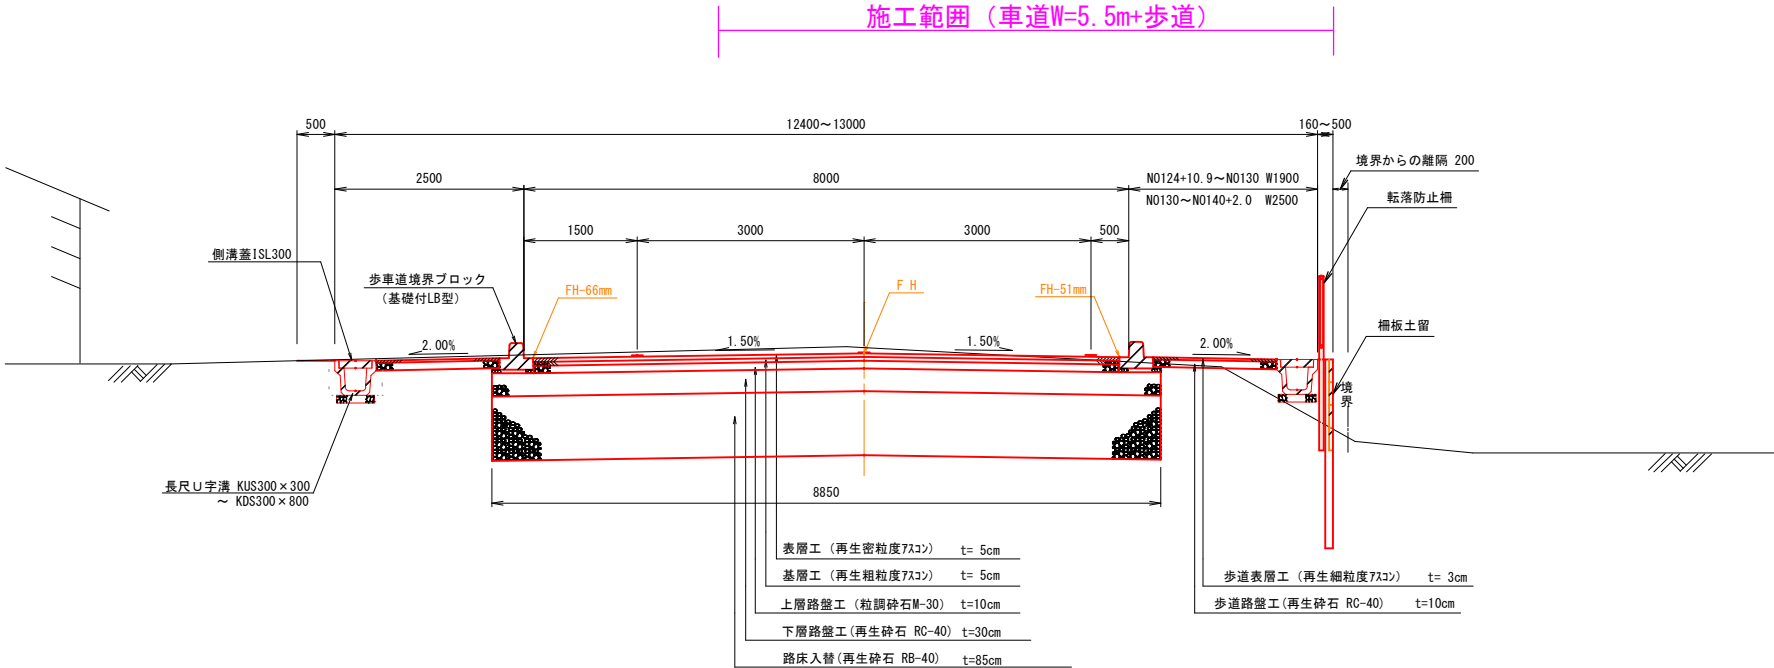 施工範囲（車道W=5.5m+歩道）
500
12400～13000
160～500
境界からの離隔 200
2500
8000
NO124+10.9～NO130 W1900
NO130～NO140+2.0 W2500
転落防止柵
1500
3000
3000
500
側溝蓋ISL300
歩車道境界ブロック
（基礎付LB型）
FH-66mm
F H
FH-51mm
柵板土留
2.00%
1.50%
1.50%
2.00%
境界
長尺U字溝 KUS300×300
～ KDS300×800
8850
表層工（再生密粒度アスコン） t= 5cm
基層工（再生粗粒度アスコン） t= 5cm
上層路盤工（粒調砕石M-30） t=10cm
下層路盤工(再生砕石 RC-40) t=30cm
路床入替(再生砕石 RB-40) t=85cm
歩道表層工（再生細粒度アスコン） t= 3cm
歩道路盤工(再生砕石 RC-40) t=10cm